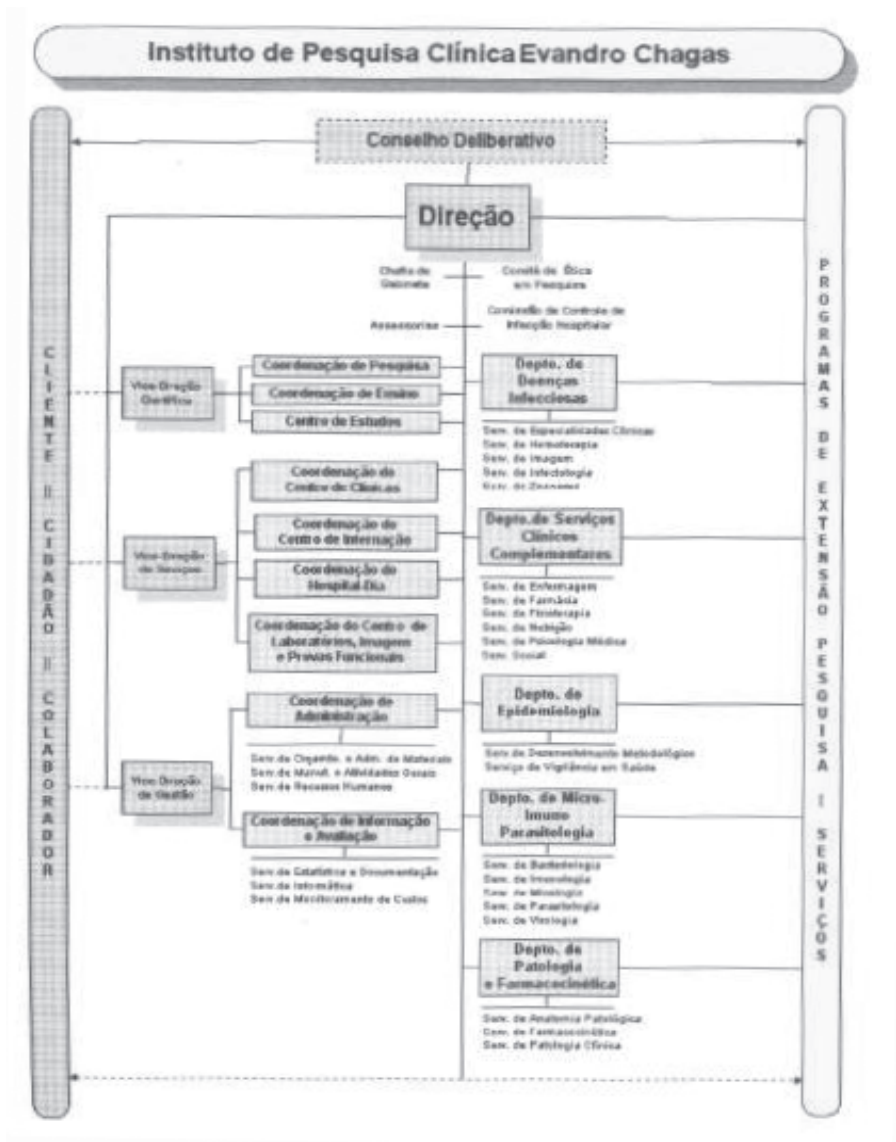 Instituto de Pesquisa Clínica Evandro Chagas
Conselho Deliberativo
Direção
Chefia de
Gabinete
Comitê de Ética
em Pesquisa
Assessorias
Comissão de Controle de
Infecção Hospitalar
CLIENTE || CIDADÃO || COLABORADOR
Vice-Direção
Científica
Coordenação de Pesquisa
Coordenação de Ensino
Centro de Estudos
Vice-Direção
de Serviços
Coordenação do
Centro de Clínicas
Coordenação do
Centro de Internação
Coordenação do
Hospital-Dia
Coordenação do Centro de
Laboratórios, Imagem
e Provas Funcionais
Vice-Direção
de Gestão
Coordenação de
Administração
Serv. de Orçamto. e Adm. de Materiais
Serv. de Manut. e Atividades Gerais
Serv. de Recursos Humanos
Coordenação de Informação
e Avaliação
Serv. de Estatística e Documentação
Serv. de Informática
Serv. de Monitoramento de Custos
Depto. de
Doenças
Infecciosas
Serv. de Especialidades Clínicas
Serv. de Hemoterapia
Serv. de Imagem
Serv. de Infectologia
Serv. de Zoonoses
Depto. de Serviços
Clínicos
Complementares
Serv. de Enfermagem
Serv. de Farmácia
Serv. de Fisioterapia
Serv. de Nutrição
Serv. de Psicologia Médica
Serv. Social
Depto. de
Epidemiologia
Serv. de Desenvolvimento Metodológico
Serviço de Vigilância em Saúde
Depto. de Micro-
Imuno
Parasitologia
Serv. de Bacteriologia
Serv. de Imunologia
Serv. de Micologia
Serv. de Parasitologia
Serv. de Virologia
Depto. de
Patologia
e Farmacocinética
Serv. de Anatomia Patológica
Serv. de Farmacocinética
Serv. de Patologia Clínica
PROGRAMAS DE EXTENSÃO PESQUISA | SERVIÇOS